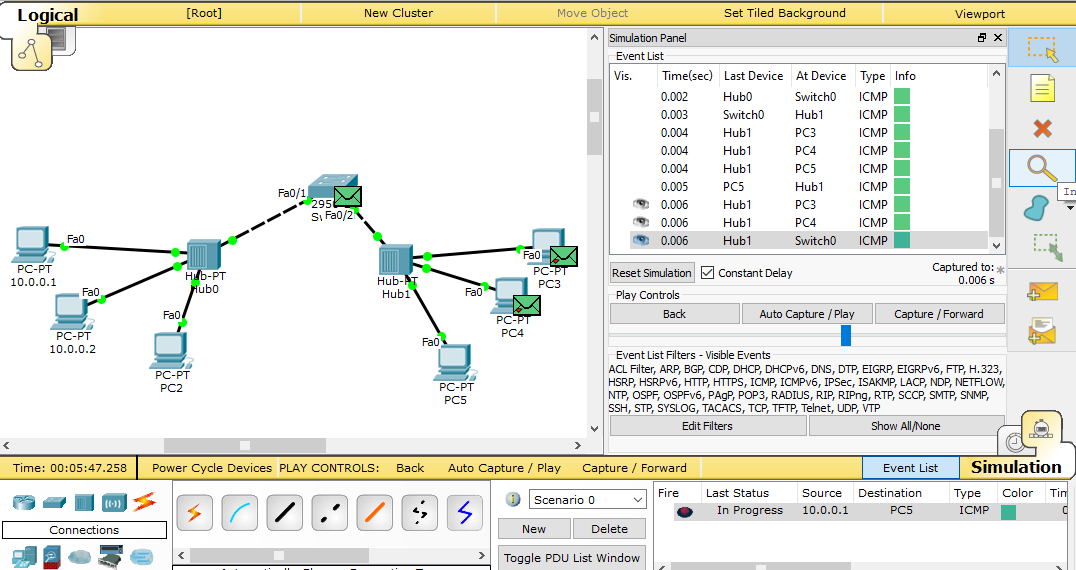 Logical
[Root]
New Cluster
Move Object
Set Tiled Background
Viewport
Simulation Panel
Event List
Vis. Time(sec) Last Device At Device Type Info
0.002 Hub0 Switch0 ICMP
0.003 Switch0 Hub1 ICMP
0.004 Hub1 PC3 ICMP
0.004 Hub1 PC4 ICMP
0.004 Hub1 PC5 ICMP
0.005 PC5 Hub1 ICMP
0.006 Hub1 PC3 ICMP
0.006 Hub1 PC4 ICMP
0.006 Hub1 Switch0 ICMP
Reset Simulation Constant Delay Captured to: *
0.006 s
Play Controls
Back Auto Capture / Play Capture / Forward
Event List Filters - Visible Events
ACL Filter, ARP, BGP, CDP, DHCP, DHCPv6, DNS, DTP, EIGRP, EIGRPv6, FTP, H.323,
HSRP, HSRPv6, HTTP, HTTPS, ICMP, ICMPv6, IPSec, ISAKMP, LACP, NDP, NETFLOW,
NTP, OSPF, OSPFv6, PAgP, POP3, RADIUS, RIP, RIPng, RTP, SCCP, SMTP, SNMP,
SSH, STP, SYSLOG, TACACS, TCP, TFTP, Telnet, UDP, VTP
Edit Filters Show All/None
In
Fa0/1
Fa0/2
Fa0
PC-PT
10.0.0.1
Fa0
PC-PT
10.0.0.2
Fa0
PC-PT
PC2
Hub-PT
Hub0
Hub-PT
Hub1
Fa0
PC-PT
PC3
Fa0
PC-PT
PC4
Fa0
PC-PT
PC5
Time: 00:05:47.258 Power Cycle Devices PLAY CONTROLS: Back Auto Capture / Play Capture / Forward Event List Simulation
Connections
Scenario 0
New Delete
Toggle PDU List Window
Fire Last Status Source Destination Type Color
In Progress 10.0.0.1 PC5 ICMP